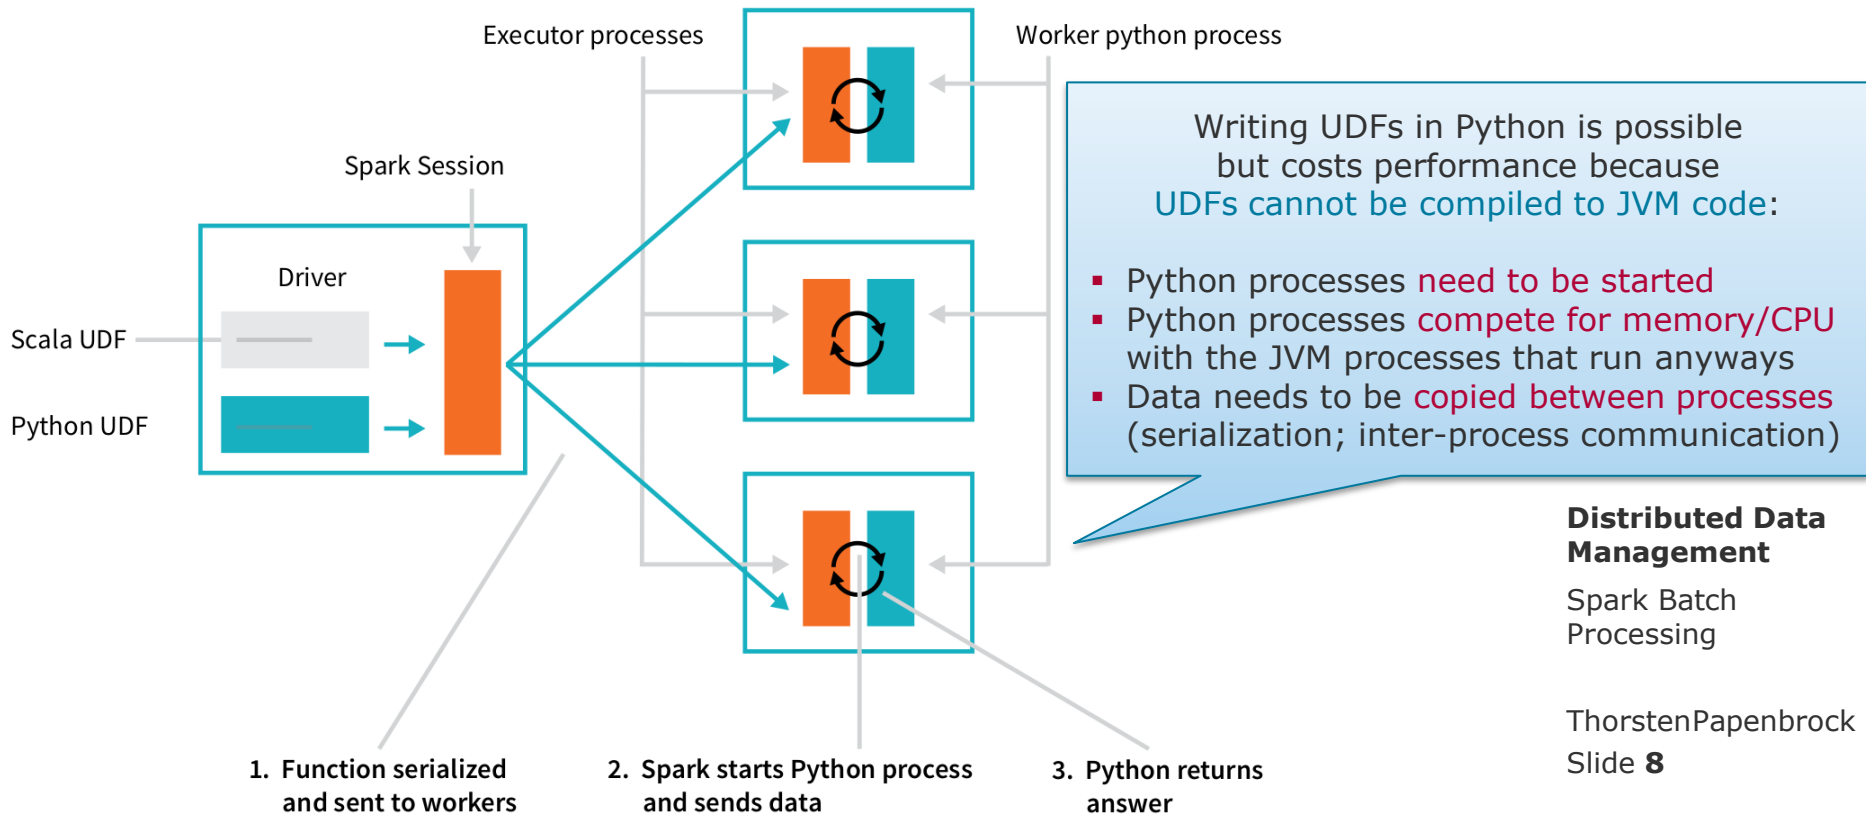 Executor processes
Worker python process
Spark Session
Driver
Scala UDF
Python UDF
Writing UDFs in Python is possible
but costs performance because
UDFs cannot be compiled to JVM code:
▪ Python processes need to be started
▪ Python processes compete for memory/CPU
with the JVM processes that run anyways
▪ Data needs to be copied between processes
(serialization; inter-process communication)
Distributed Data
Management
Spark Batch
Processing
ThorstenPapenbrock
Slide 8
1. Function serialized
and sent to workers
2. Spark starts Python process
and sends data
3. Python returns
answer